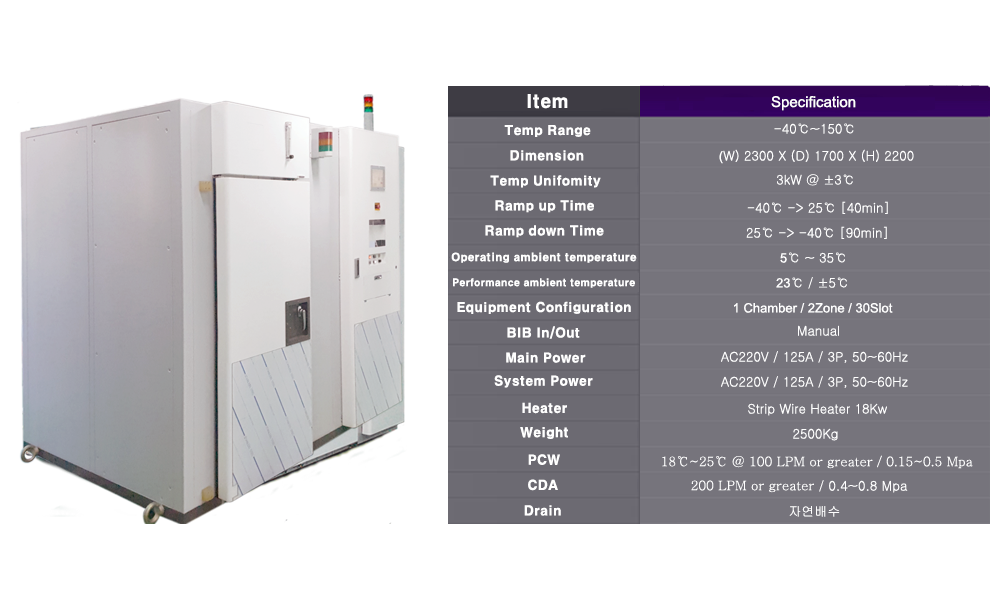 Item Specification
Temp Range -40℃~150℃
Dimension (W) 2300 X (D) 1700 X (H) 2200
Temp Unifomity 3kW @ ±3℃
Ramp up Time -40℃ -> 25℃ [40min]
Ramp down Time 25℃ -> -40℃ [90min]
Operating ambient temperature 5℃ ~ 35℃
Performance ambient temperature 23℃ / ±5℃
Equipment Configuration 1 Chamber / 2Zone / 30Slot
BIB In/Out Manual
Main Power AC220V / 125A / 3P, 50~60Hz
System Power AC220V / 125A / 3P, 50~60Hz
Heater Strip Wire Heater 18Kw
Weight 2500Kg
PCW 18℃~25℃ @ 100 LPM or greater / 0.15~0.5 Mpa
CDA 200 LPM or greater / 0.4~0.8 Mpa
Drain 자연배수